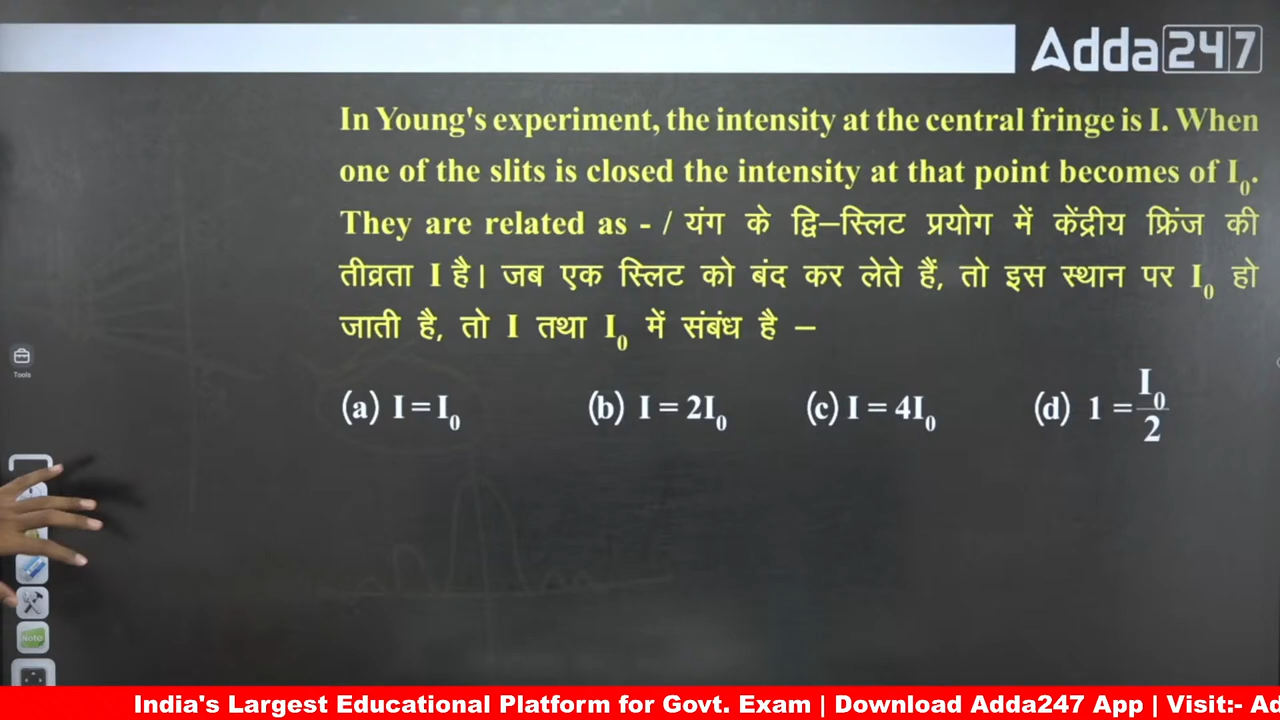 Adda247
In Young's experiment, the intensity at the central fringe is I. When
one of the slits is closed the intensity at that point becomes of I₀.
They are related as - / यंग के द्वि–स्लिट प्रयोग में केंद्रीय फ्रिंज की
तीव्रता I है। जब एक स्लिट को बंद कर लेते हैं, तो इस स्थान पर I₀ हो
जाती है, तो I तथा I₀ में संबंध है –
(a) I = I₀ (b) I = 2I₀ (c) I = 4I₀ (d) 1 = I₀/2
Tools
NOTE
India's Largest Educational Platform for Govt. Exam | Download Adda247 App | Visit:- Ad